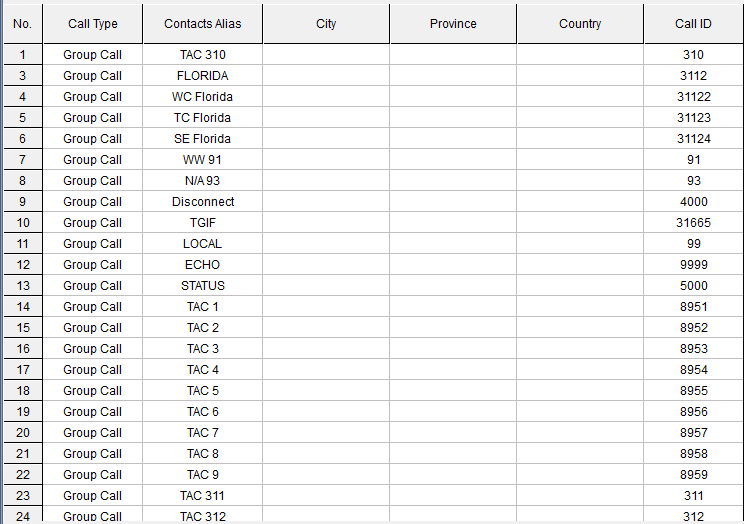 No. Call Type Contacts Alias City Province Country Call ID
1 Group Call TAC 310 310
3 Group Call FLORIDA 3112
4 Group Call WC Florida 31122
5 Group Call TC Florida 31123
6 Group Call SE Florida 31124
7 Group Call WW 91 91
8 Group Call N/A 93 93
9 Group Call Disconnect 4000
10 Group Call TGIF 31665
11 Group Call LOCAL 99
12 Group Call ECHO 9999
13 Group Call STATUS 5000
14 Group Call TAC 1 8951
15 Group Call TAC 2 8952
16 Group Call TAC 3 8953
17 Group Call TAC 4 8954
18 Group Call TAC 5 8955
19 Group Call TAC 6 8956
20 Group Call TAC 7 8957
21 Group Call TAC 8 8958
22 Group Call TAC 9 8959
23 Group Call TAC 311 311
24 Group Call TAC 312 312